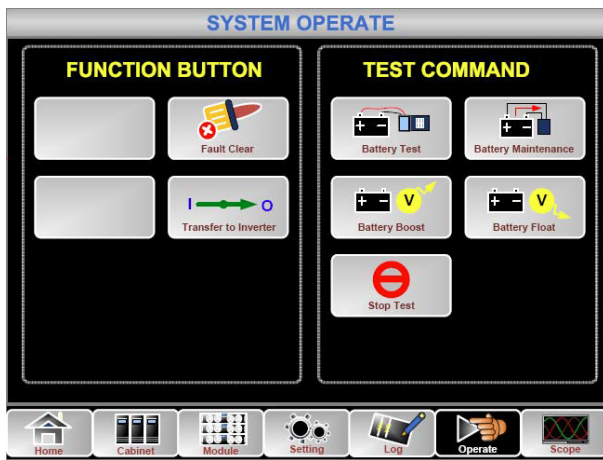 SYSTEM OPERATE
FUNCTION BUTTON
Fault Clear
I O
Transfer to Inverter
TEST COMMAND
+ -
Battery Test
+ -
Battery Maintenance
+ - V
Battery Boost
+ - V
Battery Float
Stop Test
Home
Cabinet
Module
Setting
Log
Operate
Scope